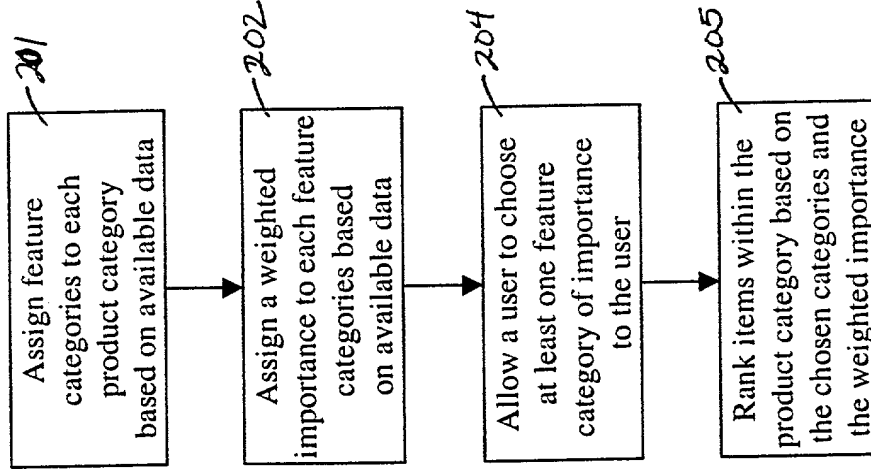 Assign feature
categories to each
product category
based on available data
201
Assign a weighted
importance to each feature
categories based
on available data
202
Allow a user to choose
at least one feature
category of importance
to the user
204
Rank items within the
product category based on
the chosen categories and
the weighted importance
205